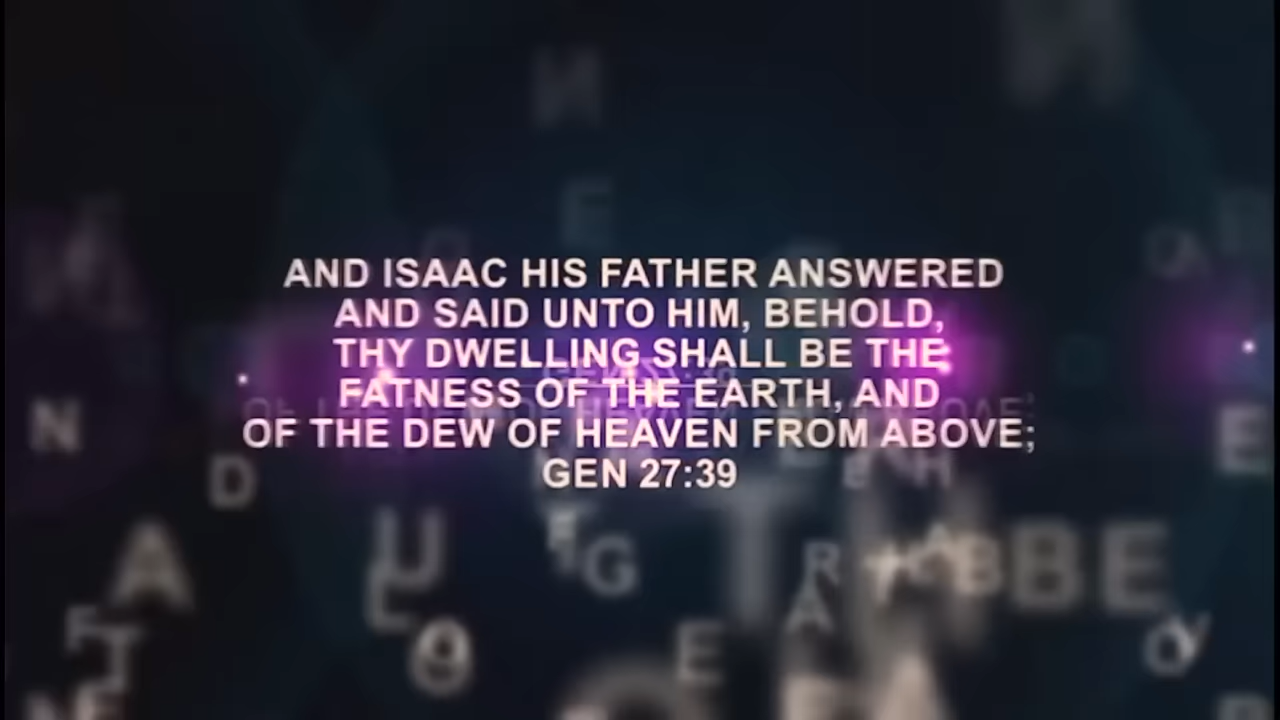 AND ISAAC HIS FATHER ANSWERED
AND SAID UNTO HIM, BEHOLD,
THY DWELLING SHALL BE THE
FATNESS OF THE EARTH, AND
OF THE DEW OF HEAVEN FROM ABOVE;
GEN 27:39